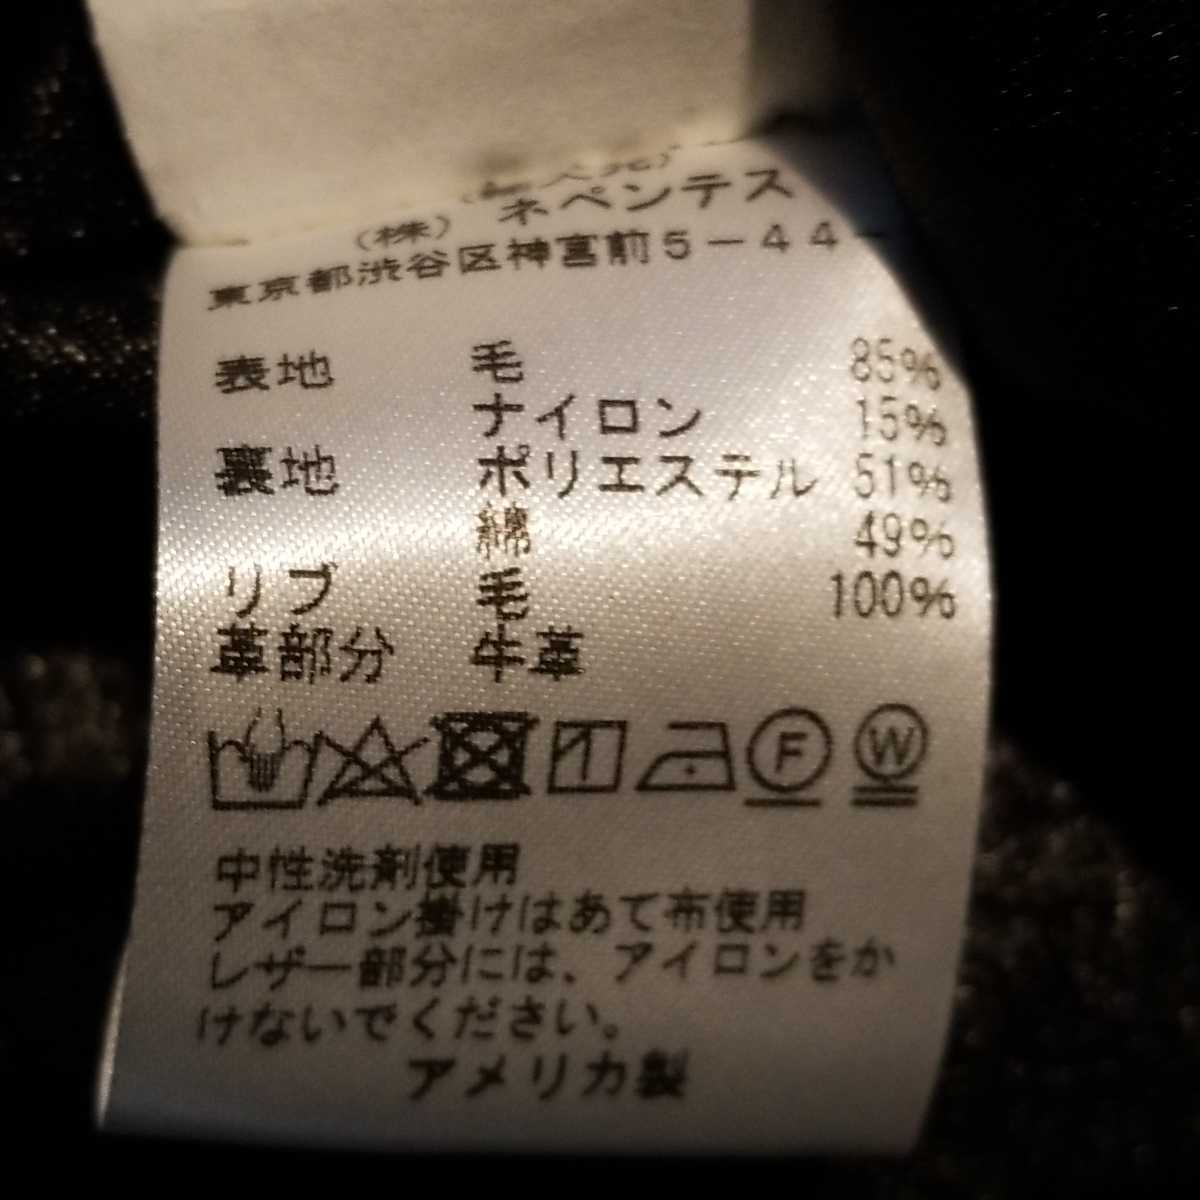 (株) ネペンテス
東京都渋谷区神宮前5-44
表地 毛 85%
ナイロン 15%
裏地 ポリエステル 51%
綿 49%
リブ 毛 100%
革部分 牛革
F W
中性洗剤使用
アイロン掛けはあて布使用
レザー部分には、アイロンをか
けないでください。
アメリカ製